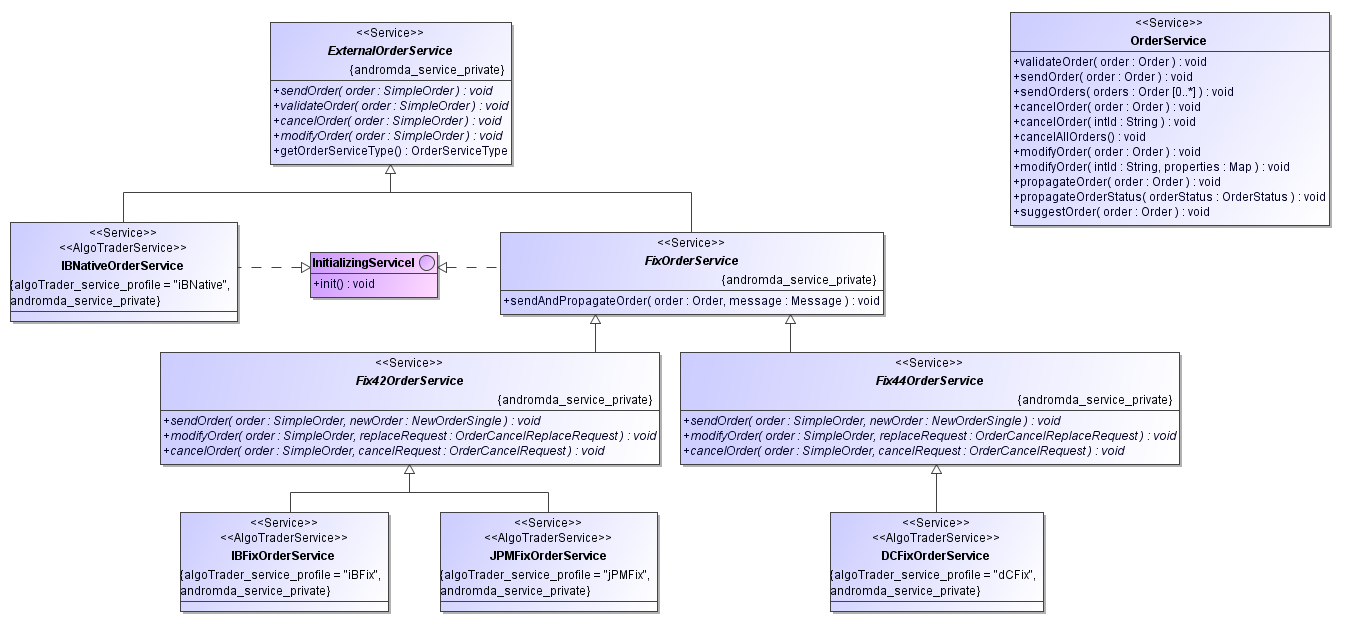 <<Service>>
ExternalOrderService
{andromda_service_private}
+sendOrder( order : SimpleOrder ) : void
+validateOrder( order : SimpleOrder ) : void
+cancelOrder( order : SimpleOrder ) : void
+modifyOrder( order : SimpleOrder ) : void
+getOrderServiceType() : OrderServiceType
<<Service>>
OrderService
+validateOrder( order : Order ) : void
+sendOrder( order : Order ) : void
+sendOrders( orders : Order [0..*] ) : void
+cancelOrder( order : Order ) : void
+cancelOrder( intId : String ) : void
+cancelAllOrders() : void
+modifyOrder( order : Order ) : void
+modifyOrder( intId : String, properties : Map ) : void
+propagateOrder( order : Order ) : void
+propagateOrderStatus( orderStatus : OrderStatus ) : void
+suggestOrder( order : Order ) : void
<<Service>>
<<AlgoTraderService>>
IBNativeOrderService
{algoTrader_service_profile = "iBNative",
andromda_service_private}
InitializingServiceI
+init() : void
<<Service>>
FixOrderService
{andromda_service_private}
+sendAndPropagateOrder( order : Order, message : Message ) : void
<<Service>>
Fix42OrderService
{andromda_service_private}
+sendOrder( order : SimpleOrder, newOrder : NewOrderSingle ) : void
+modifyOrder( order : SimpleOrder, replaceRequest : OrderCancelReplaceRequest ) : void
+cancelOrder( order : SimpleOrder, cancelRequest : OrderCancelRequest ) : void
<<Service>>
Fix44OrderService
{andromda_service_private}
+sendOrder( order : SimpleOrder, newOrder : NewOrderSingle ) : void
+modifyOrder( order : SimpleOrder, replaceRequest : OrderCancelReplaceRequest ) : void
+cancelOrder( order : SimpleOrder, cancelRequest : OrderCancelRequest ) : void
<<Service>>
<<AlgoTraderService>>
IBFixOrderService
{algoTrader_service_profile = "iBFix",
andromda_service_private}
<<Service>>
<<AlgoTraderService>>
JPMFixOrderService
{algoTrader_service_profile = "jPMFix",
andromda_service_private}
<<Service>>
<<AlgoTraderService>>
DCFixOrderService
{algoTrader_service_profile = "dCFix",
andromda_service_private}